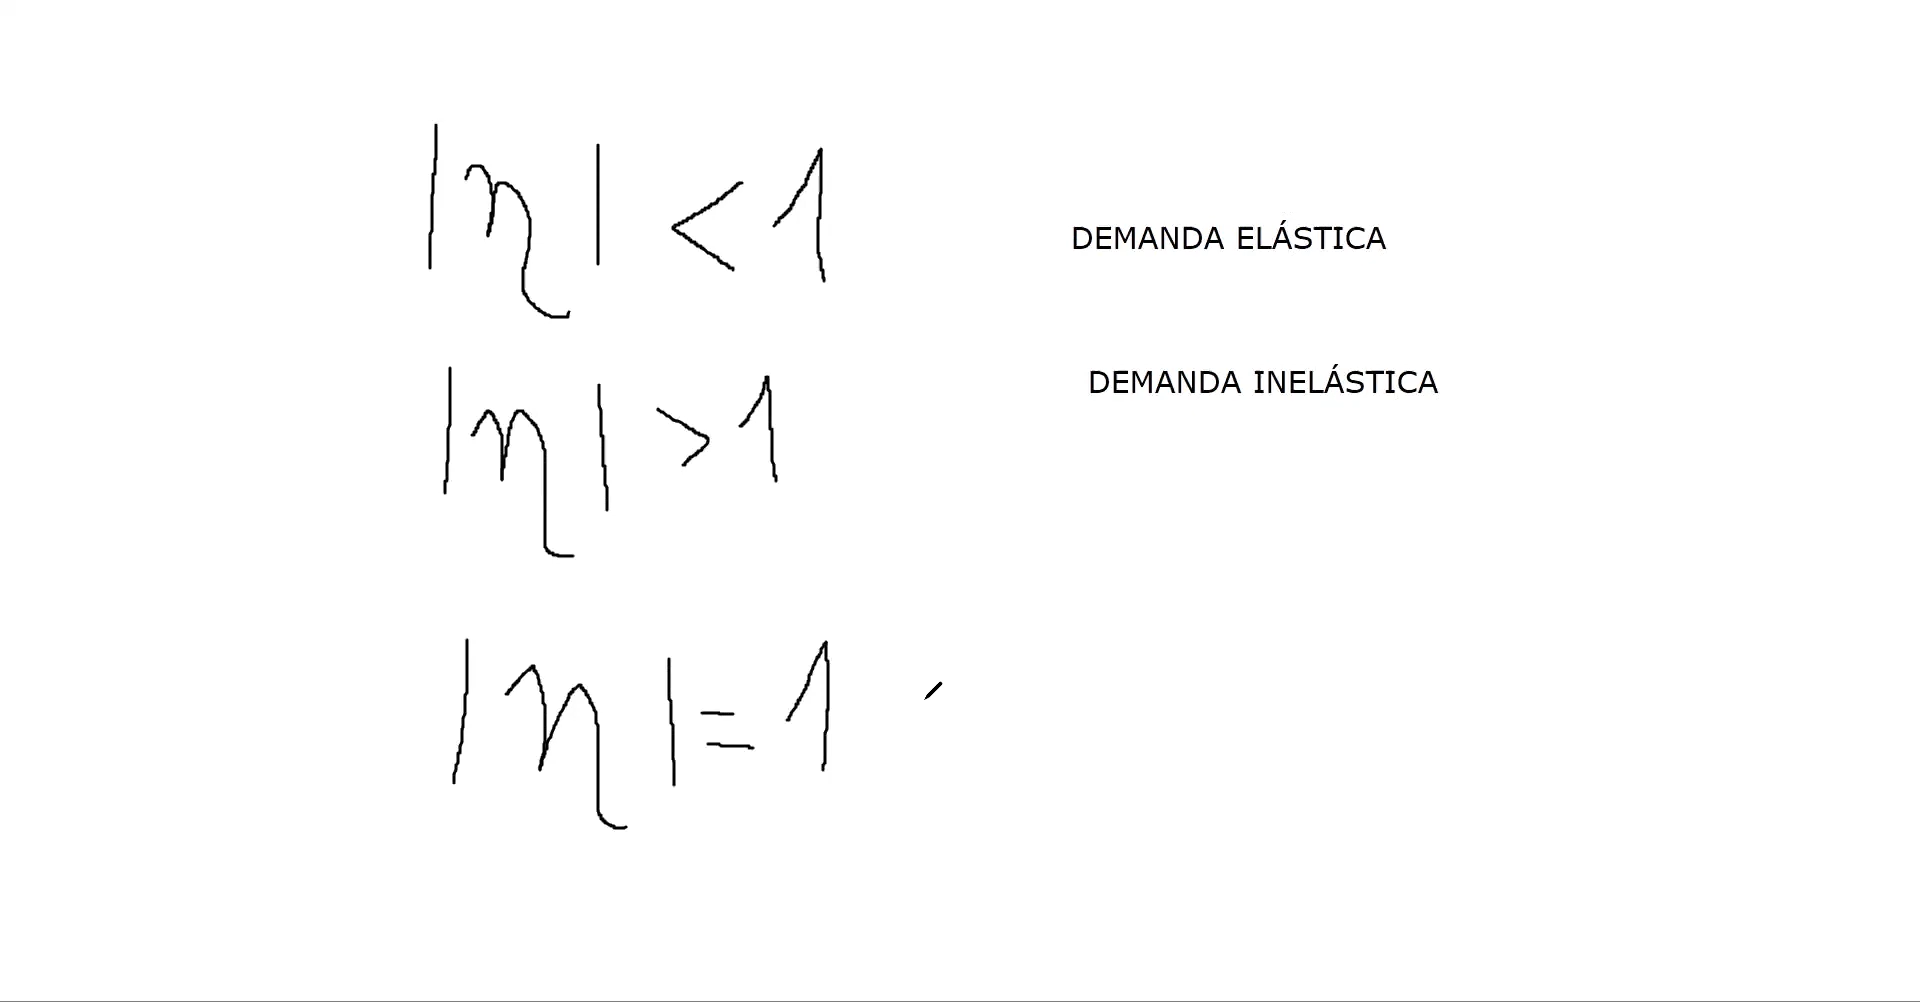 |η| < 1 DEMANDA ELÁSTICA
|η| > 1 DEMANDA INELÁSTICA
|η| = 1